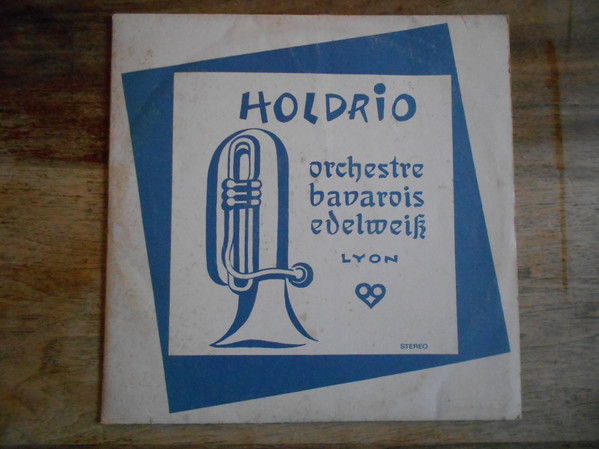 HOLDRiO
orchestre
bavarois
edelweiß
LYON
STEREO